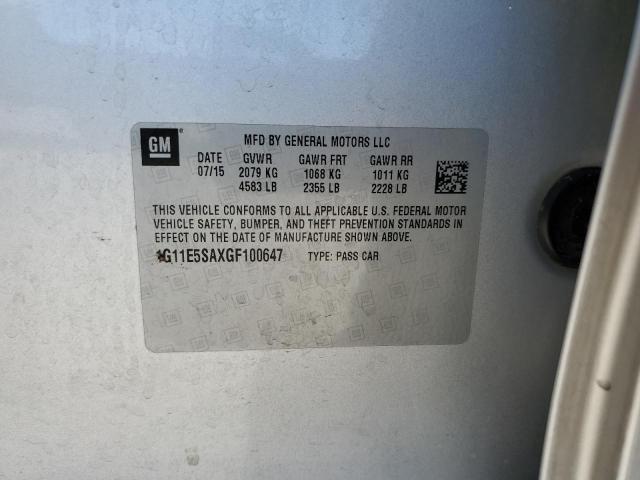 GM
MFD BY GENERAL MOTORS LLC
DATE GVWR GAWR FRT GAWR RR
07/15 2079 KG 1068 KG 1011 KG
4583 LB 2355 LB 2228 LB
THIS VEHICLE CONFORMS TO ALL APPLICABLE U.S. FEDERAL MOTOR
VEHICLE SAFETY, BUMPER, AND THEFT PREVENTION STANDARDS IN
EFFECT ON THE DATE OF MANUFACTURE SHOWN ABOVE.
1G11E5SAXGF100647 TYPE: PASS CAR